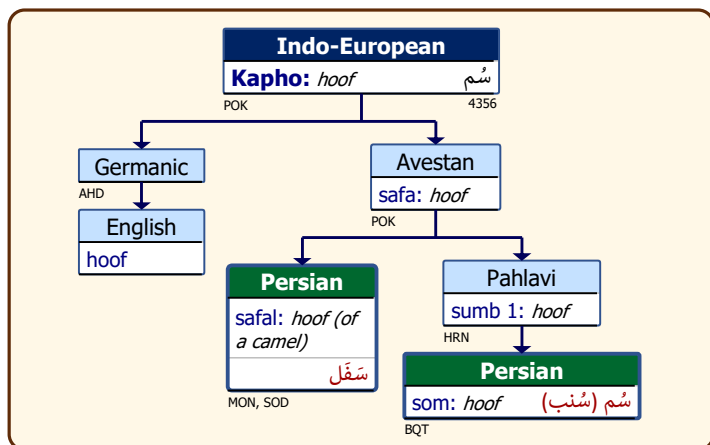 Indo-European
Kapho: hoof سُم
POK 4356
Germanic
AHD
English
hoof
Avestan
safa: hoof
POK
Persian
safal: hoof (of
a camel)
سَفَل
MON, SOD
Pahlavi
sumb 1: hoof
HRN
Persian
som: hoof سُم (سُنب)
BQT